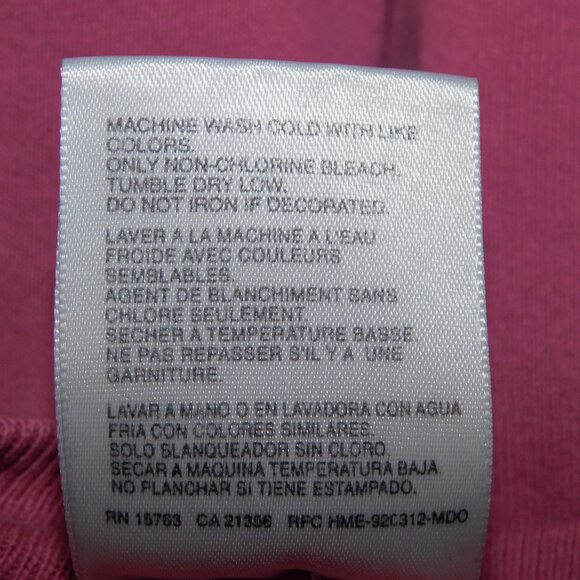 MACHINE WASH COLD WITH LIKE
COLORS.
ONLY NON-CHLORINE BLEACH.
TUMBLE DRY LOW.
DO NOT IRON IF DECORATED.
LAVER A LA MACHINE A L'EAU
FROIDE AVEC COULEURS
SEMBLABLES.
AGENT DE BLANCHIMENT SANS
CHLORE SEULEMENT.
SECHER A TEMPERATURE BASSE.
NE PAS REPASSER S'IL Y A UNE
GARNITURE.
LAVAR A MANO O EN LAVADORA CON AGUA
FRIA CON COLORES SIMILARES.
SOLO BLANQUEADOR SIN CLORO.
SECAR A MAQUINA TEMPERATURA BAJA.
NO PLANCHAR SI TIENE ESTAMPADO.
RN 15763 CA 21356 RFC HME-920312-MDO